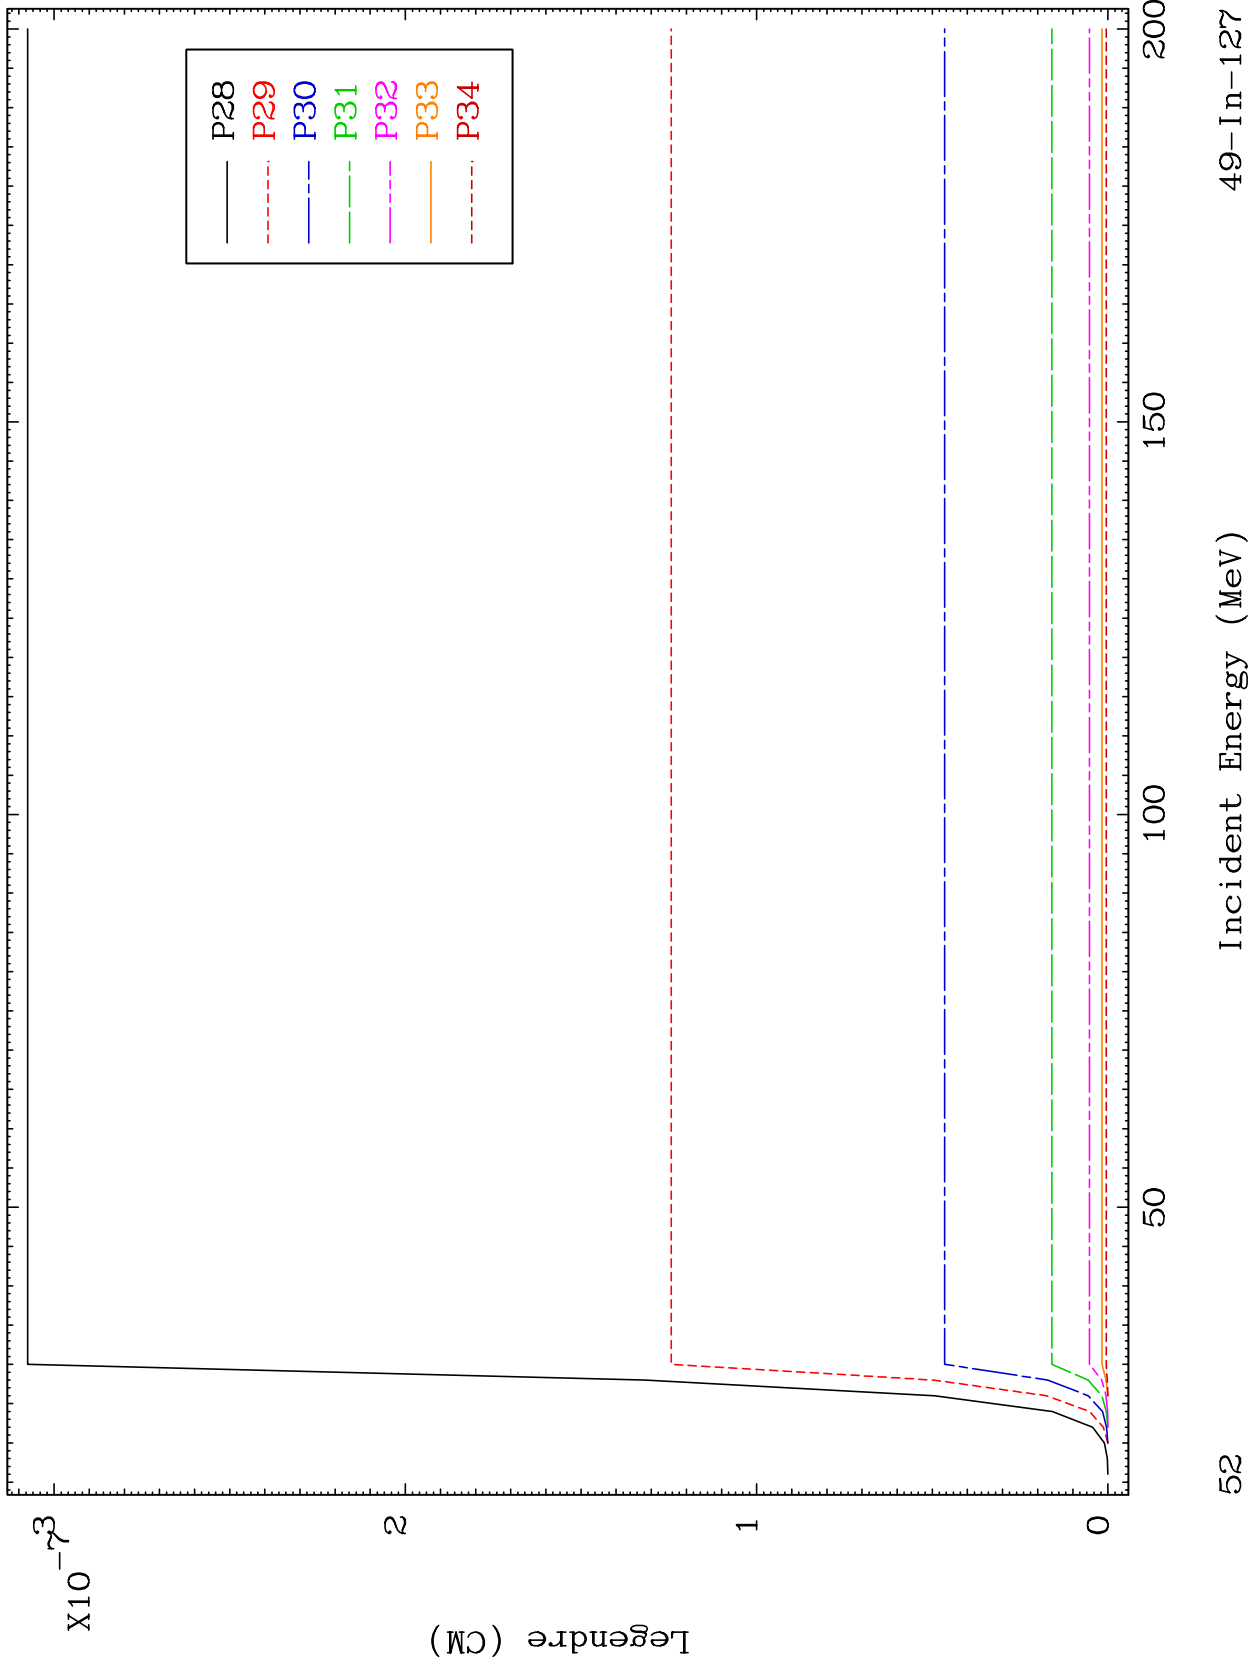 X10⁻⁷
3
2
1
0
Legendre (CM)
P28
P29
P30
P31
P32
P33
P34
50
100
150
200
52
Incident Energy (MeV)
49-In-127